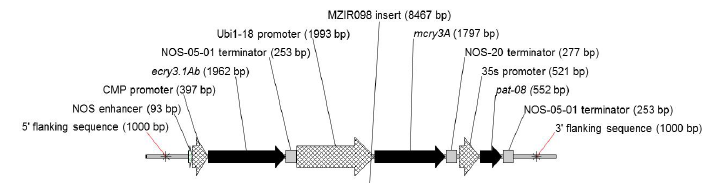 MZIR098 insert (8467 bp)
Ubi1-18 promoter (1993 bp)
mcry3A (1797 bp)
NOS-05-01 terminator (253 bp)
NOS-20 terminator (277 bp)
ecry3.1Ab (1962 bp)
35s promoter (521 bp)
CMP promoter (397 bp)
pat-08 (552 bp)
NOS enhancer (93 bp)
NOS-05-01 terminator (253 bp)
5' flanking sequence (1000 bp)
3' flanking sequence (1000 bp)